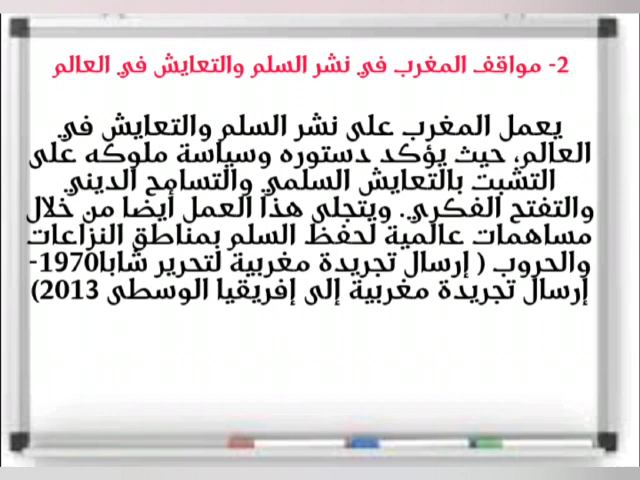 2- مواقف المغرب في نشر السلم والتعايش في العالم
يعمل المغرب على نشر السلم والتعايش في
العالم، حيث يؤكد دستوره وسياسة ملوكه على
التشبت بالتعايش السلمي والتسامح الديني
والتفتح الفكري. ويتجلى هذا العمل أيضا من خلال
مساهمات عالمية لحفظ السلم بمناطق النزاعات
والحروب ( إرسال تجريدة مغربية لتحرير شابا1970-
إرسال تجريدة مغربية إلى إفريقيا الوسطى 2013)